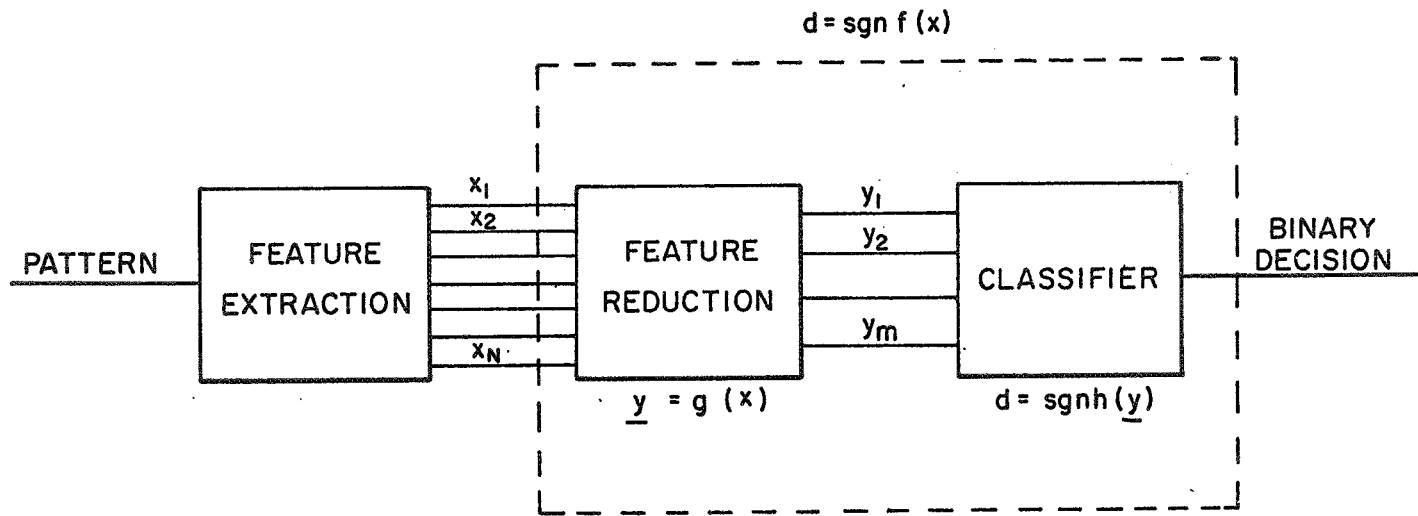 d = sgn f (x)
PATTERN
FEATURE
EXTRACTION
x1
x2
xN
FEATURE
REDUCTION
y = g (x)
y1
y2
ym
CLASSIFIER
d = sgnh (y)
BINARY
DECISION